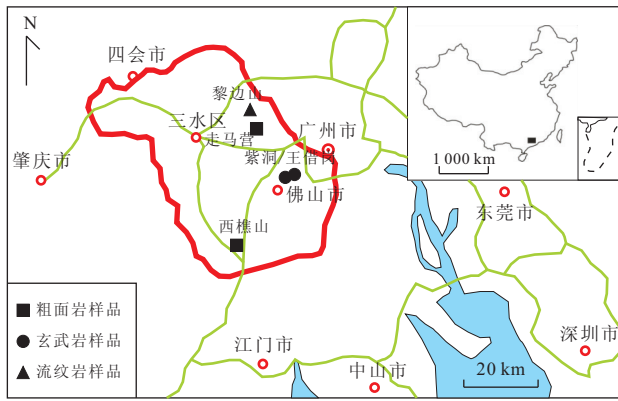 N
四会市
黎边山
三水区
走马营
广州市
紫洞 王借岗
肇庆市
佛山市
西樵山
1 000 km
东莞市
粗面岩样品
玄武岩样品
流纹岩样品
江门市
中山市
深圳市
20 km